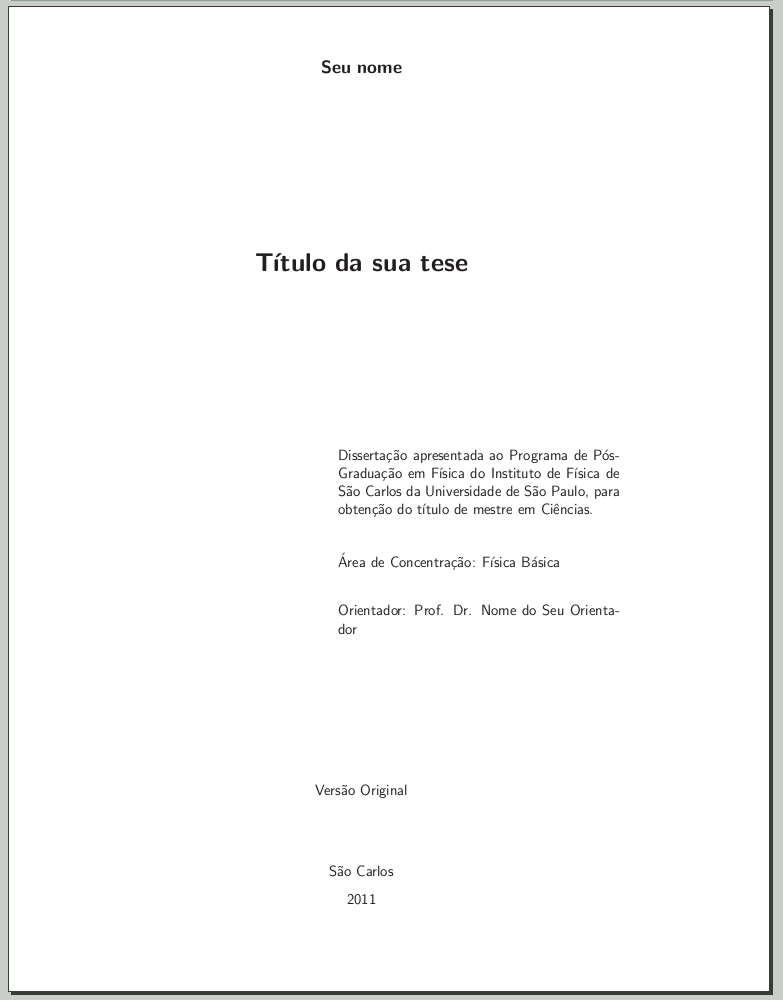 Seu nome
Título da sua tese
Dissertação apresentada ao Programa de Pós-
Graduação em Física do Instituto de Física de
São Carlos da Universidade de São Paulo, para
obtenção do título de mestre em Ciências.
Área de Concentração: Física Básica
Orientador: Prof. Dr. Nome do Seu Orienta-
dor
Versão Original
São Carlos
2011